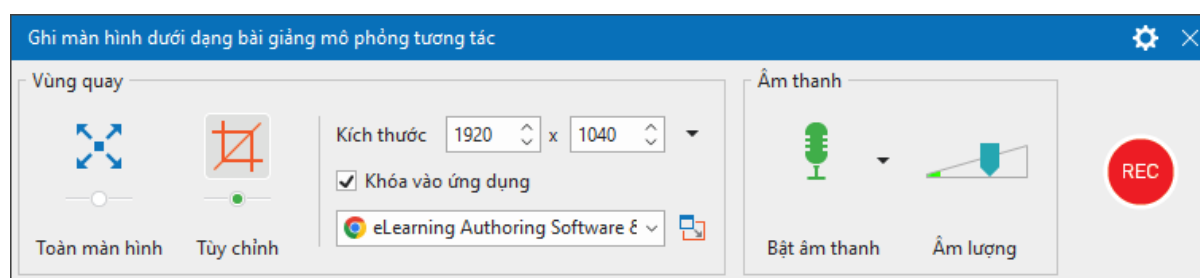 Ghi màn hình dưới dạng bài giảng mô phỏng tương tác
Vùng quay
Toàn màn hình
Tùy chỉnh
Kích thước 1920 x 1040
Khóa vào ứng dụng
eLearning Authoring Software &
Âm thanh
Bật âm thanh
Âm lượng
REC